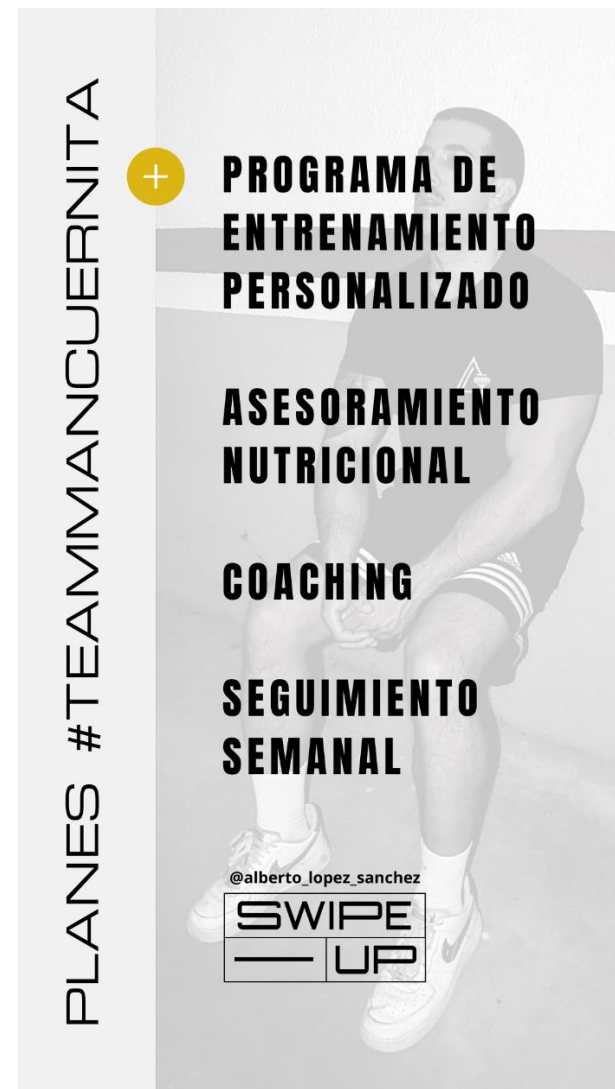 PLANES #TEAMMANCUERNITA
PROGRAMA DE
ENTRENAMIENTO
PERSONALIZADO
ASESORAMIENTO
NUTRICIONAL
COACHING
SEGUIMIENTO
SEMANAL
@alberto_lopez_sanchez
SWIPE
UP